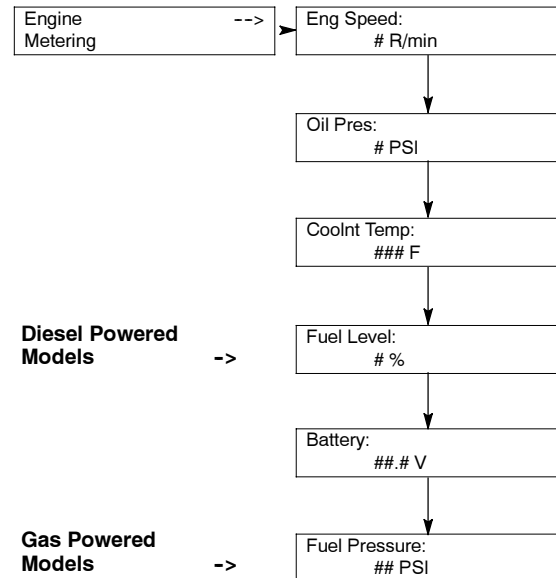 Engine -->
Metering
Eng Speed:
# R/min
Oil Pres:
# PSI
Coolnt Temp:
### F
Diesel Powered
Models ->
Fuel Level:
# %
Battery:
##.# V
Gas Powered
Models ->
Fuel Pressure:
## PSI